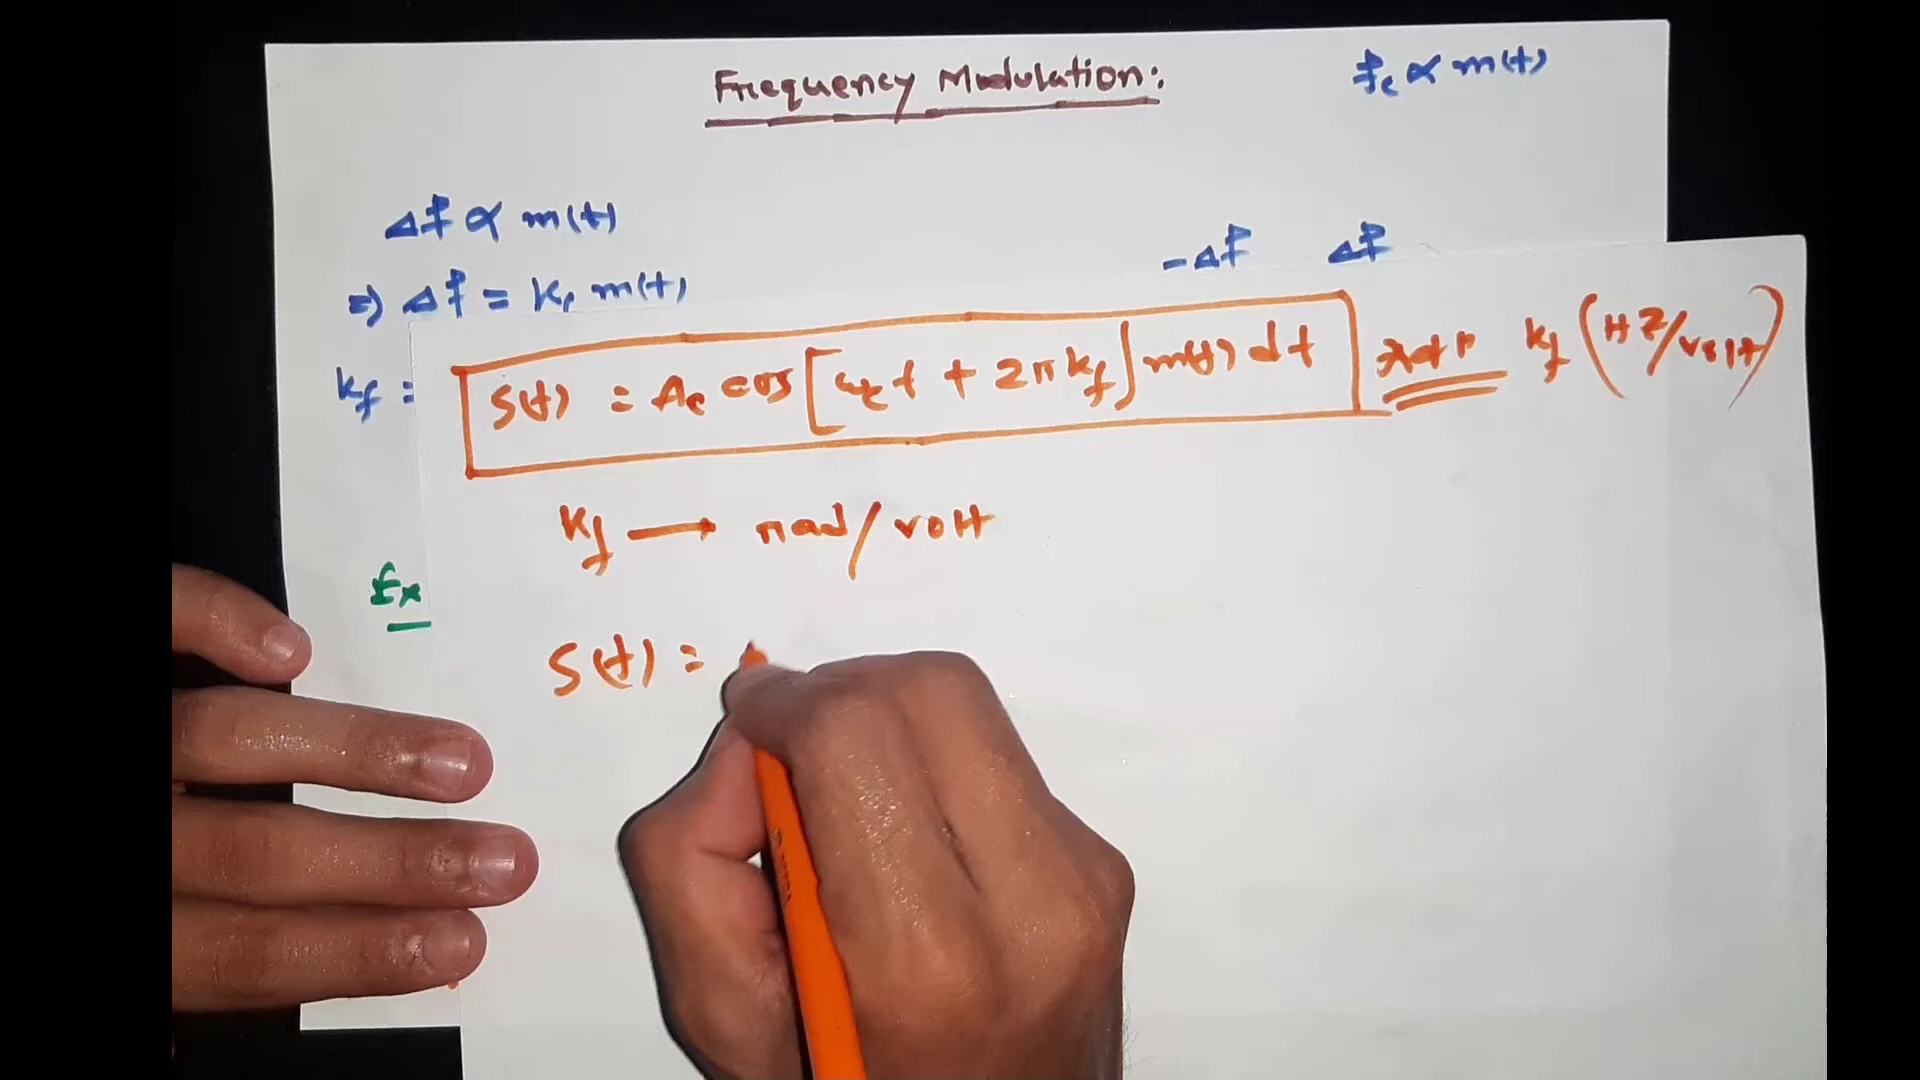 Frequency Modulation:
fc ∝ m(t)
Δf ∝ m(t)
-Δf Δf
⇒ Δf = kf m(t)
kf =
S(t) = Ac cos[ωct + 2πkf∫m(t) dt
kf (HZ/volt)
kf → rad/volt
Ex
S(t) =